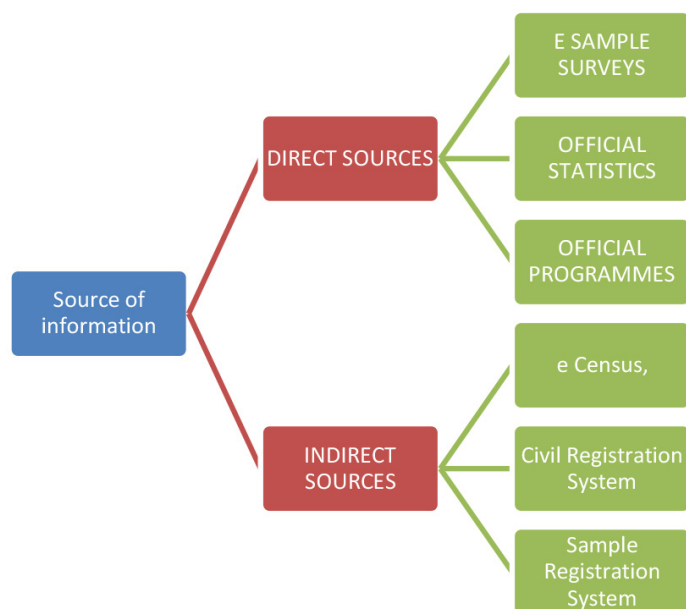 Source of
information
DIRECT SOURCES
E SAMPLE
SURVEYS
OFFICIAL
STATISTICS
OFFICIAL
PROGRAMMES
INDIRECT
SOURCES
e Census,
Civil Registration
System
Sample
Registration
System